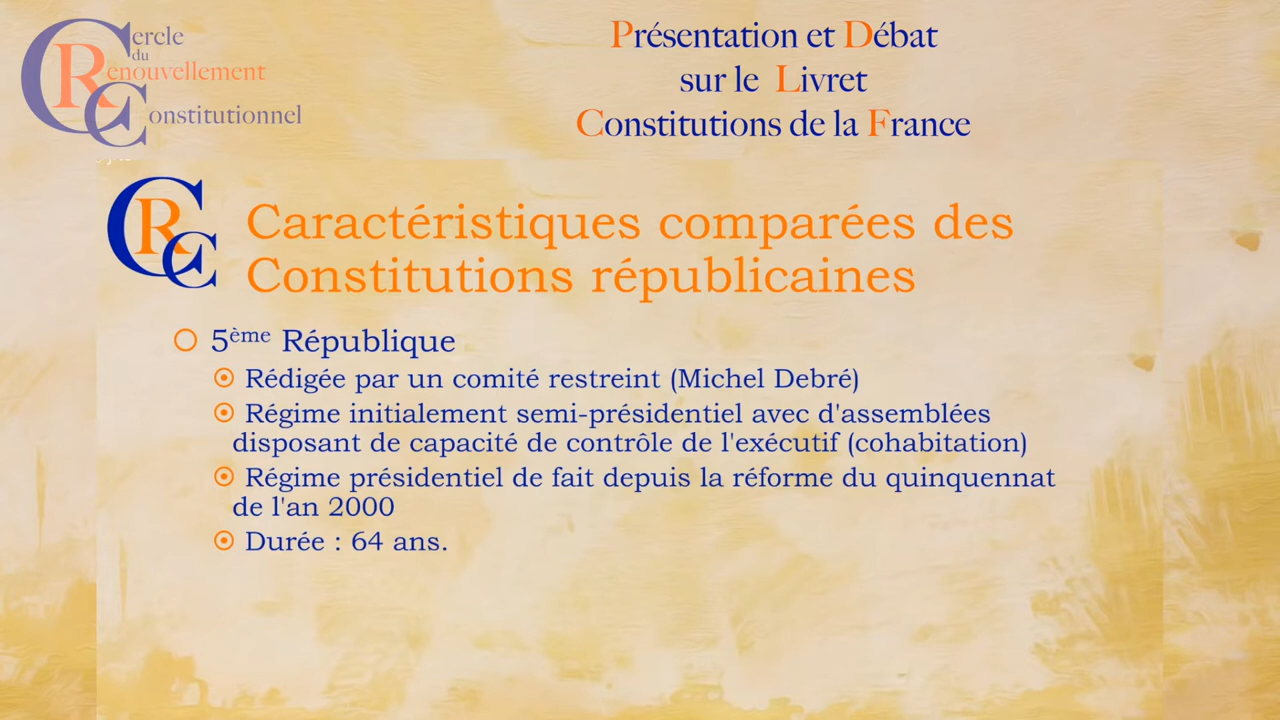 Cercle
du
Renouvellement
Constitutionnel
Présentation et Débat
sur le Livret
Constitutions de la France
CRC
Caractéristiques comparées des
Constitutions républicaines
5ème République
Rédigée par un comité restreint (Michel Debré)
Régime initialement semi-présidentiel avec d'assemblées
disposant de capacité de contrôle de l'exécutif (cohabitation)
Régime présidentiel de fait depuis la réforme du quinquennat
de l'an 2000
Durée : 64 ans.